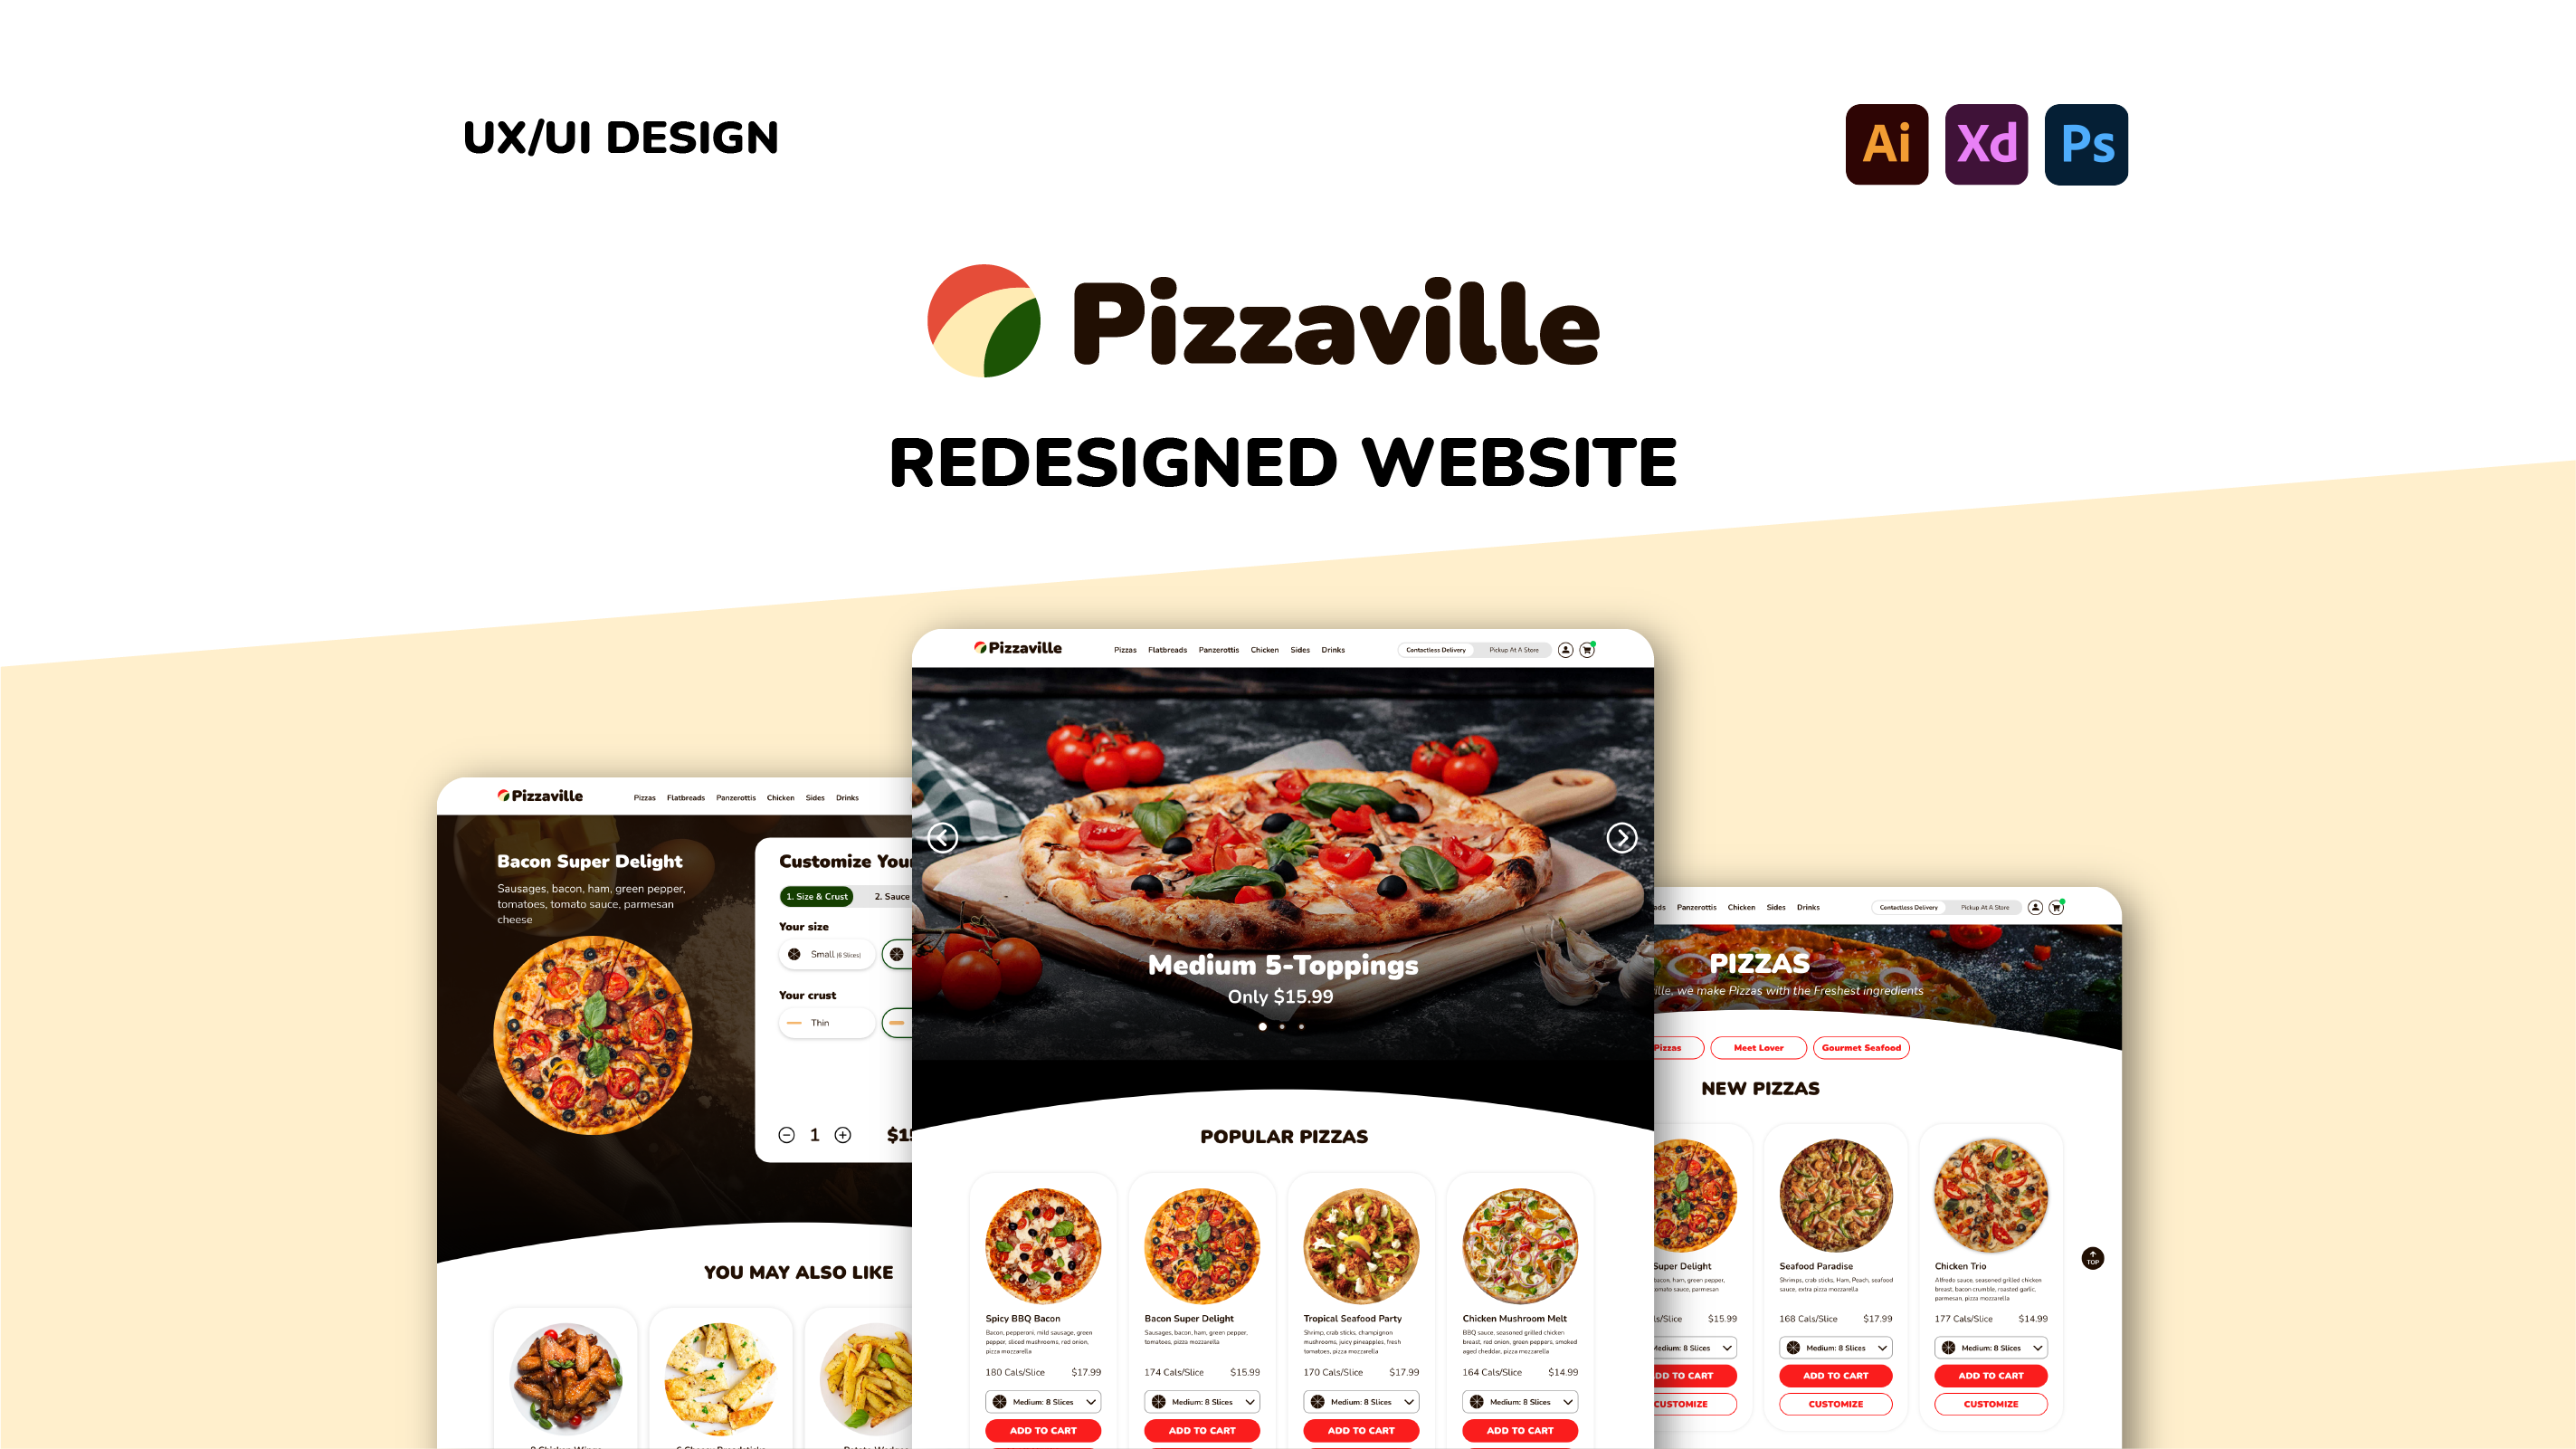 UX/UI DESIGN
Ai Xd Ps
Pizzaville
REDESIGNED WEBSITE
Pizzaville
Pizzas Flatbreads Panzerottis Chicken Sides Drinks
Contactless Delivery Pickup At A Store
Medium 5-Toppings
Only $15.99
POPULAR PIZZAS
Spicy BBQ Bacon
Bacon, pepperoni, mild sausage, green
pepper, sliced mushrooms, red onion,
pizza mozzarella
180 Cals/Slice $17.99
Medium: 8 Slices
ADD TO CART
Bacon Super Delight
Sausages, bacon, ham, green pepper,
tomatoes, pizza mozzarella
174 Cals/Slice $15.99
Medium: 8 Slices
ADD TO CART
Tropical Seafood Party
Shrimp, crab sticks, champignon
mushrooms, juicy pineapples, fresh
tomatoes, pizza mozzarella
170 Cals/Slice $17.99
Medium: 8 Slices
ADD TO CART
Chicken Mushroom Melt
BBQ sauce, seasoned grilled chicken
breast, red onion, green peppers, smoked
aged cheddar, pizza mozzarella
164 Cals/Slice $14.99
Medium: 8 Slices
ADD TO CART
Pizzaville
Pizzas Flatbreads Panzerottis Chicken Sides Drinks
Bacon Super Delight
Sausages, bacon, ham, green pepper,
tomatoes, tomato sauce, parmesan
cheese
Customize Your
1. Size & Crust 2. Sauce
Your size
Small (6 Slices)
Your crust
Thin
1
YOU MAY ALSO LIKE
Panzerottis Chicken Sides Drinks
Contactless Delivery Pickup At A Store
PIZZAS
we make Pizzas with the Freshest ingredients
Pizzas Meet Lover Gourmet Seafood
NEW PIZZAS
Super Delight
bacon, ham, green pepper,
tomato sauce, parmesan
$15.99
Medium: 8 Slices
ADD TO CART
CUSTOMIZE
Seafood Paradise
Shrimps, crab sticks, Ham, Peach, seafood
sauce, extra pizza mozzarella
168 Cals/Slice $17.99
Medium: 8 Slices
ADD TO CART
CUSTOMIZE
Chicken Trio
Alfredo sauce, seasoned grilled chicken
breast, bacon crumble, roasted garlic,
parmesan, pizza mozzarella
177 Cals/Slice $14.99
Medium: 8 Slices
ADD TO CART
CUSTOMIZE
TOP